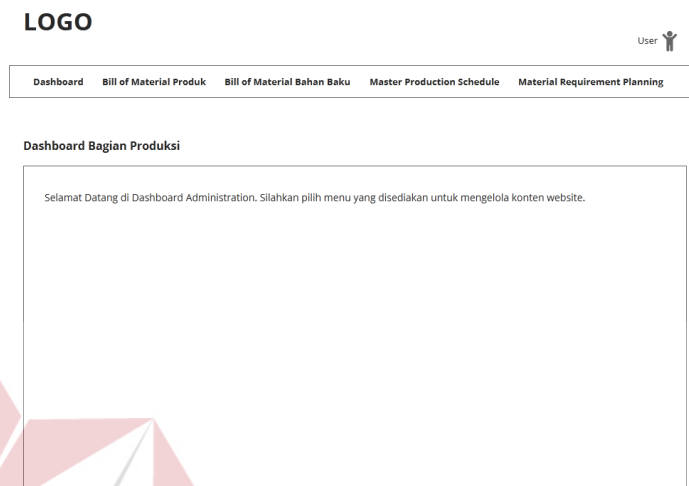 LOGO
User
Dashboard Bill of Material Produk Bill of Material Bahan Baku Master Production Schedule Material Requirement Planning
Dashboard Bagian Produksi
Selamat Datang di Dashboard Administration. Silahkan pilih menu yang disediakan untuk mengelola konten website.